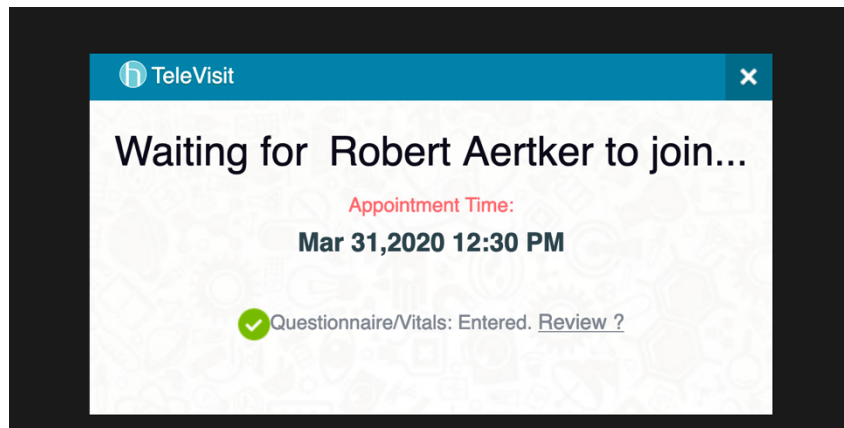 TeleVisit
Waiting for Robert Aertker to join...
Appointment Time:
Mar 31,2020 12:30 PM
Questionnaire/Vitals: Entered. Review ?